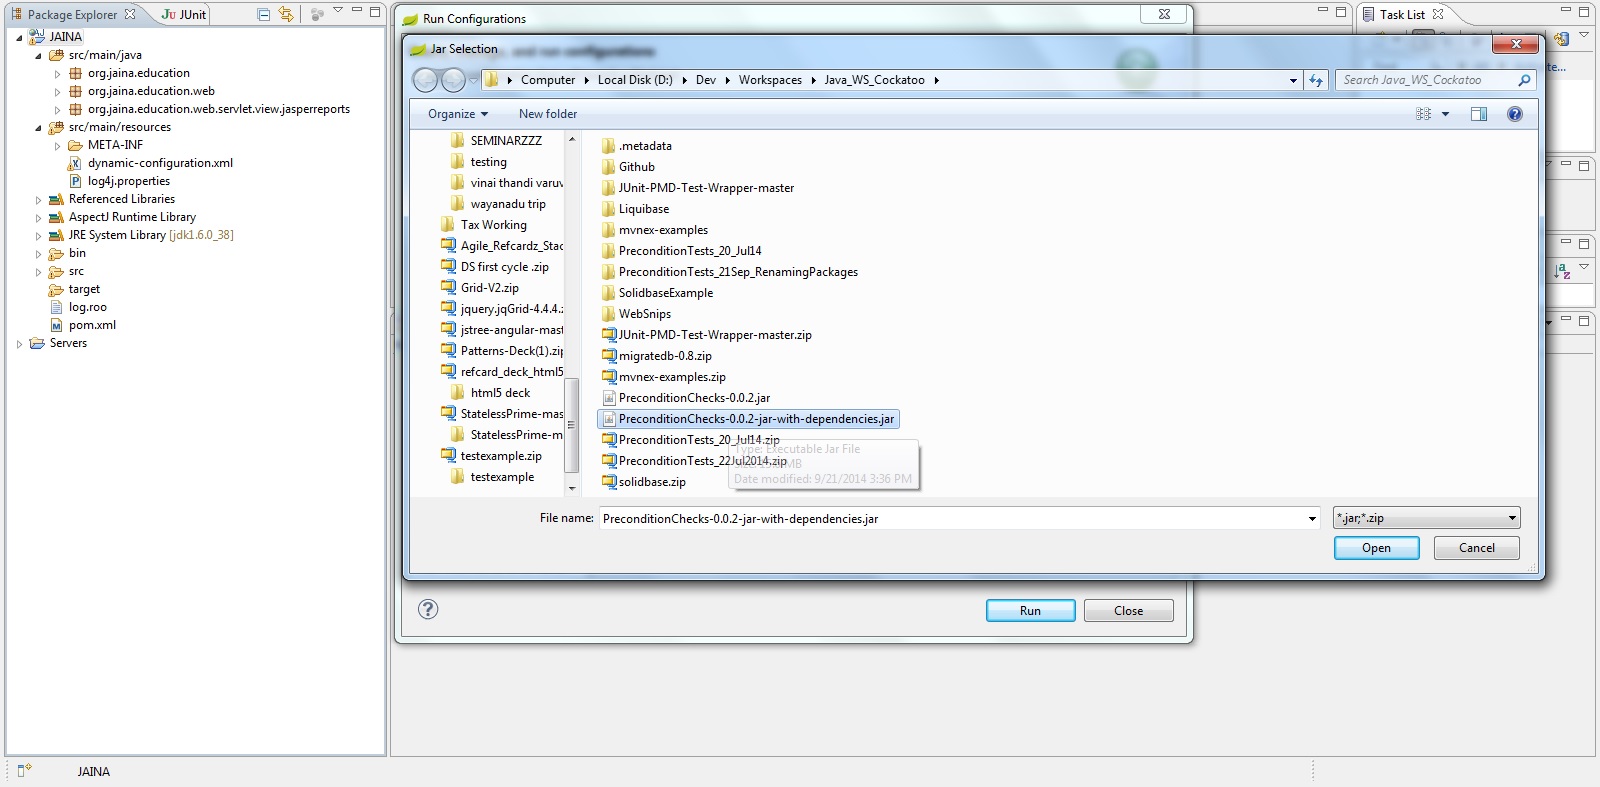 Package Explorer
JUnit
JAINA
src/main/java
org.jaina.education
org.jaina.education.web
org.jaina.education.web.servlet.view.jasperreports
src/main/resources
META-INF
dynamic-configuration.xml
log4j.properties
Referenced Libraries
AspectJ Runtime Library
JRE System Library [jdk1.6.0_38]
bin
src
target
log.roo
pom.xml
Servers
Run Configurations
Jar Selection
Computer
Local Disk (D:)
Dev
Workspaces
Java_WS_Cockatoo
Search Java_WS_Cockatoo
Organize
New folder
SEMINARZZZ
testing
vinai thandi varuv
wayanadu trip
Tax Working
Agile_Refcardz_Stac
DS first cycle .zip
Grid-V2.zip
jquery.jqGrid-4.4.4.z
jstree-angular-mast
Patterns-Deck(1).zip
refcard_deck_html5
html5 deck
StatelessPrime-mas
StatelessPrime-m
testexample.zip
testexample
.metadata
Github
JUnit-PMD-Test-Wrapper-master
Liquibase
mvnex-examples
PreconditionTests_20_Jul14
PreconditionTests_21Sep_RenamingPackages
SolidbaseExample
WebSnips
JUnit-PMD-Test-Wrapper-master.zip
migratedb-0.8.zip
mvnex-examples.zip
PreconditionChecks-0.0.2.jar
PreconditionChecks-0.0.2-jar-with-dependencies.jar
PreconditionTests_20_Jul14.zip
PreconditionTests_22Jul2014.zip
solidbase.zip
Type: Executable Jar File
Date modified: 9/21/2014 3:36 PM
File name:
PreconditionChecks-0.0.2-jar-with-dependencies.jar
*.jar;*.zip
Open
Cancel
Run
Close
Task List
JAINA